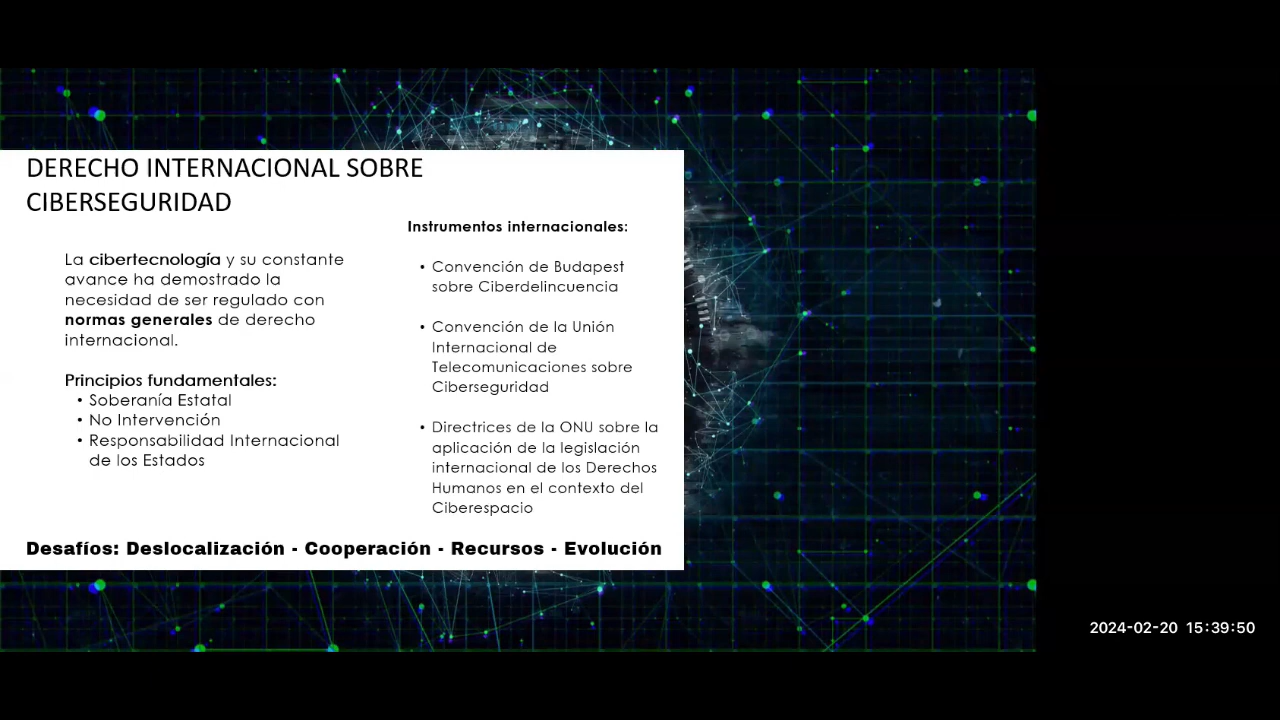 DERECHO INTERNACIONAL SOBRE
CIBERSEGURIDAD
La cibertecnología y su constante
avance ha demostrado la
necesidad de ser regulado con
normas generales de derecho
internacional.
Principios fundamentales:
• Soberanía Estatal
• No Intervención
• Responsabilidad Internacional
de los Estados
Instrumentos internacionales:
• Convención de Budapest
sobre Ciberdelincuencia
• Convención de la Unión
Internacional de
Telecomunicaciones sobre
Ciberseguridad
• Directrices de la ONU sobre la
aplicación de la legislación
internacional de los Derechos
Humanos en el contexto del
Ciberespacio
Desafíos: Deslocalización - Cooperación - Recursos - Evolución
2024-02-20 15:39:50